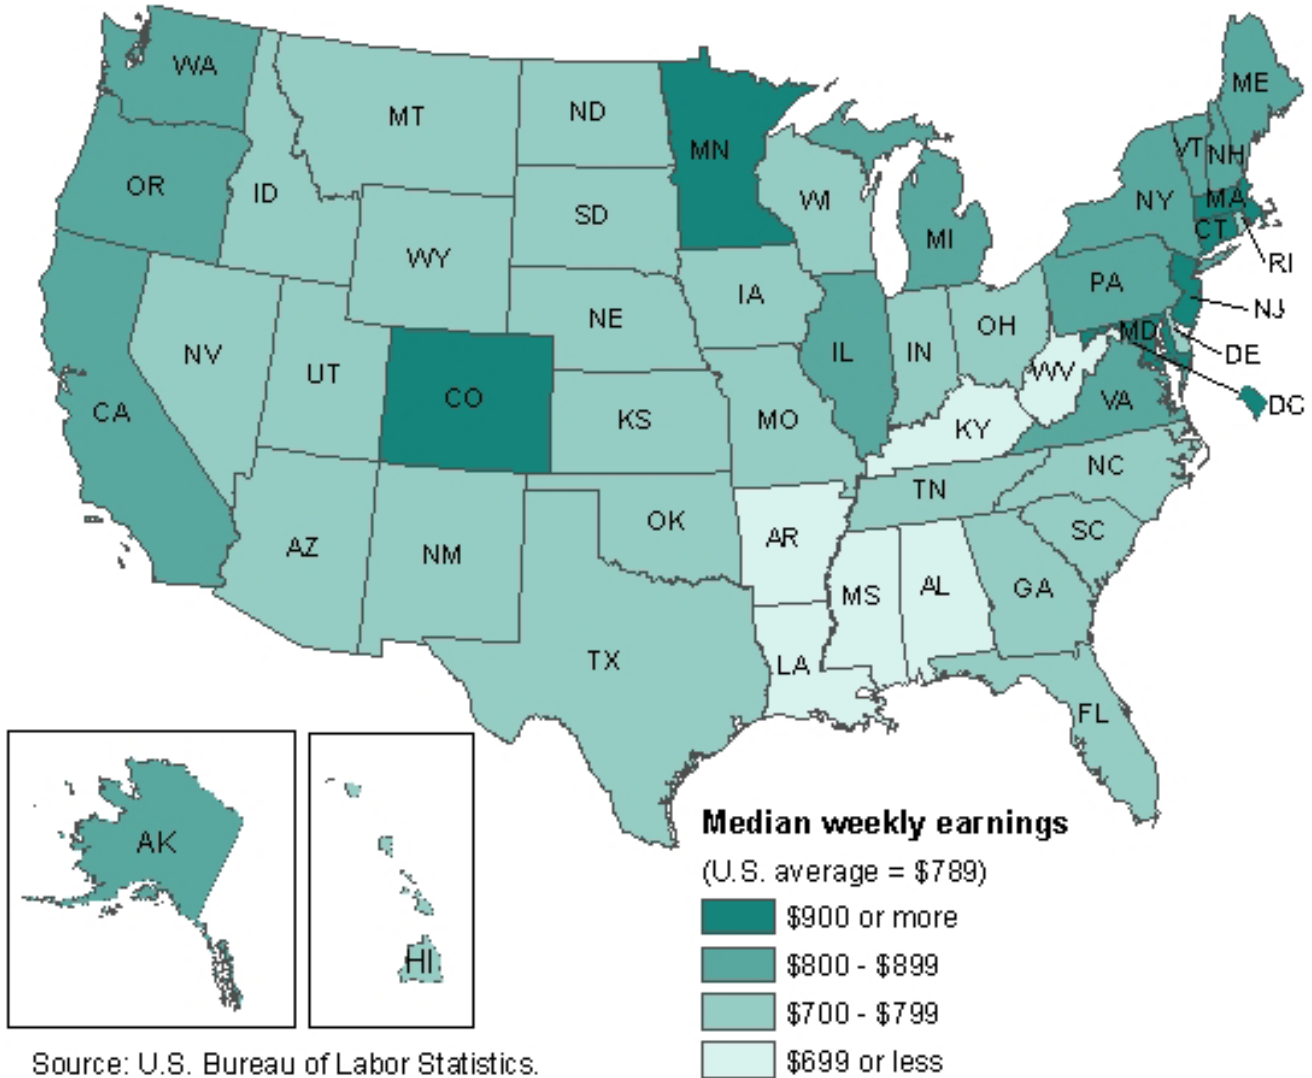 WA
MT
ND
MN
ME
VT
NH
OR
ID
SD
WI
NY
MA
CT
WY
MI
RI
IA
PA
NJ
NE
OH
MD
NV
UT
IL
IN
DE
CO
WV
CA
KS
MO
KY
VA
DC
NC
TN
OK
AZ
NM
AR
SC
MS
AL
GA
TX
LA
FL
AK
HI
Median weekly earnings
(U.S. average = $789)
$900 or more
$800 - $899
$700 - $799
$699 or less
Source: U.S. Bureau of Labor Statistics.